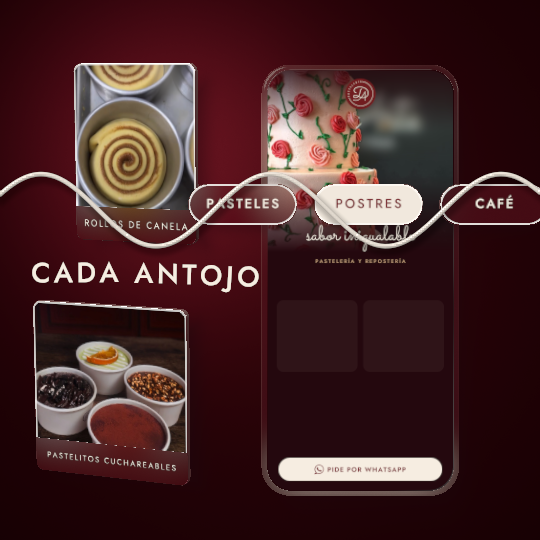 ROLLOS DE CANELA
PASTELES
POSTRES
CAFÉ
sabor inigualable
PASTELERÍA Y REPOSTERÍA
CADA ANTOJO
PASTELITOS CUCHAREABLES
PIDE POR WHATSAPP